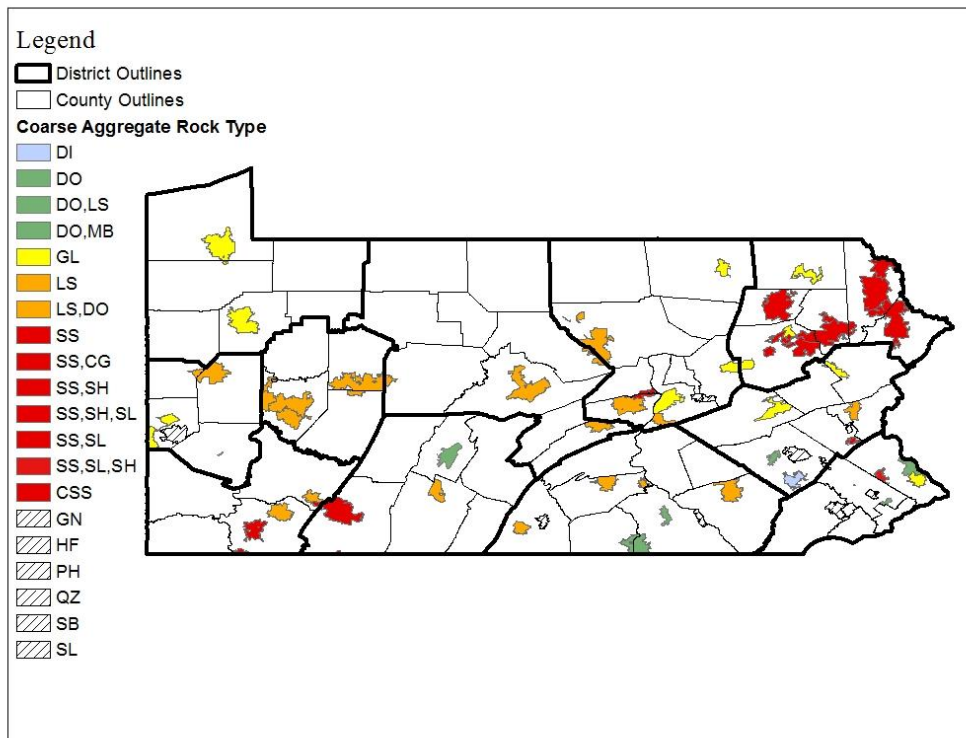 Legend
District Outlines
County Outlines
Coarse Aggregate Rock Type
DI
DO
DO,LS
DO,MB
GL
LS
LS,DO
SS
SS,CG
SS,SH
SS,SH,SL
SS,SL
SS,SL,SH
CSS
GN
HF
PH
QZ
SB
SL